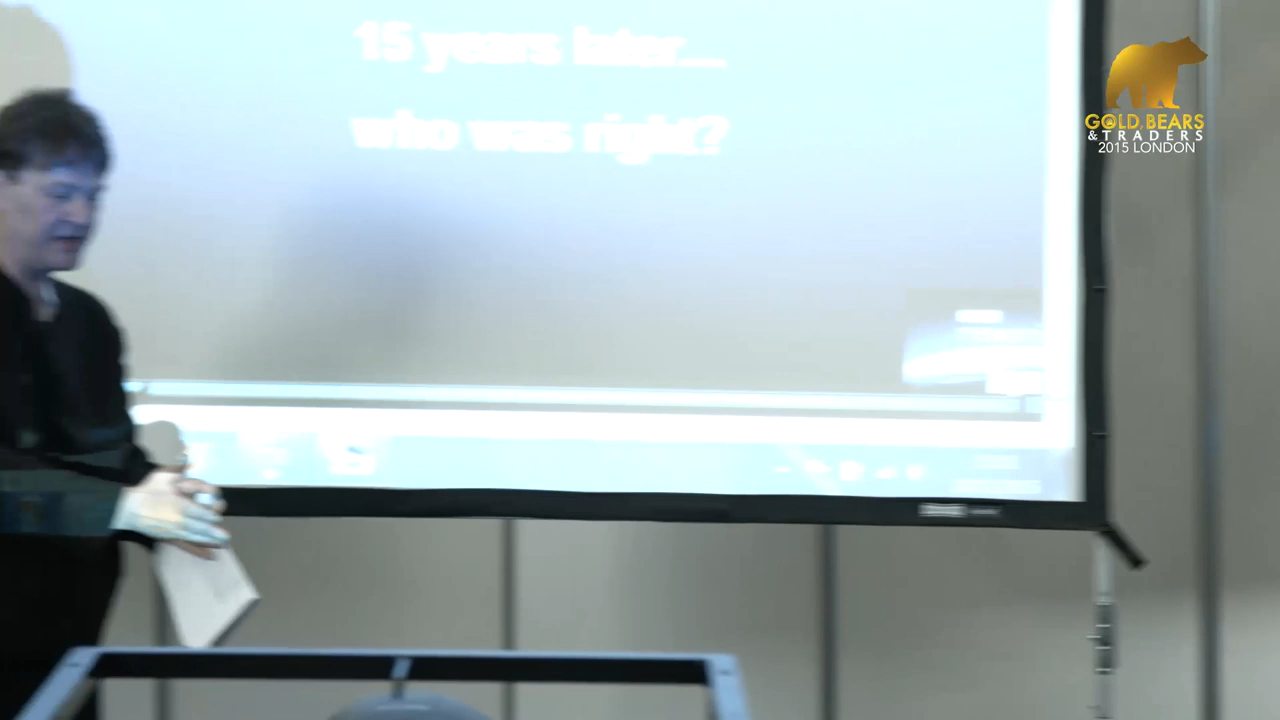 15 years later....
who was right?
GOLD BEARS
& TRADERS
2015 LONDON